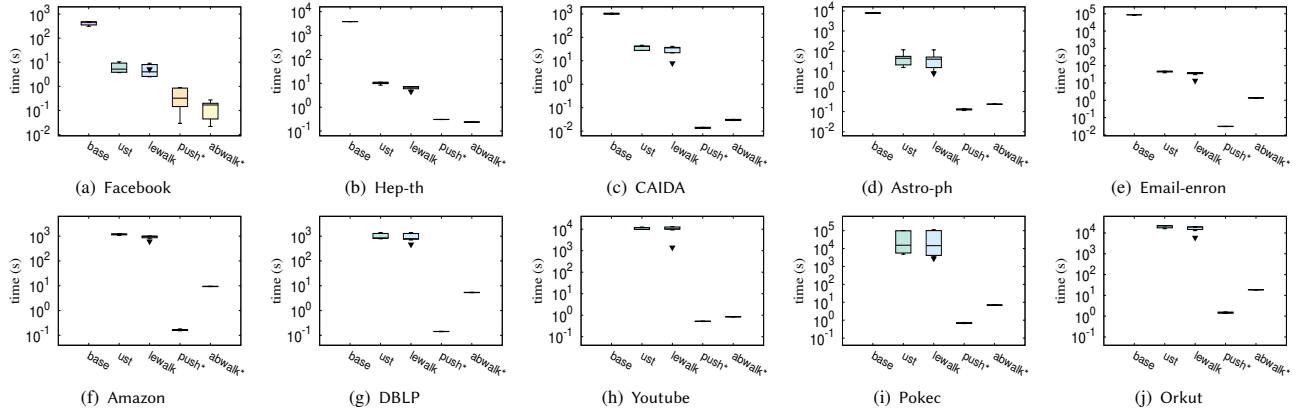 time (s)
10³
10²
10¹
10⁰
10⁻¹
10⁻²
base
ust
lewalk
push*
abwalk*
(a) Facebook
time (s)
10⁴
10³
10²
10¹
10⁰
10⁻¹
base
ust
lewalk
push*
abwalk*
(b) Hep-th
time (s)
10³
10²
10¹
10⁰
10⁻¹
10⁻²
base
ust
lewalk
push*
abwalk*
(c) CAIDA
time (s)
10⁴
10³
10²
10¹
10⁰
10⁻¹
10⁻²
base
ust
lewalk
push*
abwalk*
(d) Astro-ph
time (s)
10⁵
10⁴
10³
10²
10¹
10⁰
10⁻¹
10⁻²
base
ust
lewalk
push*
abwalk*
(e) Email-enron
time (s)
10³
10²
10¹
10⁰
10⁻¹
base
ust
lewalk
push*
abwalk*
(f) Amazon
time (s)
10³
10²
10¹
10⁰
10⁻¹
base
ust
lewalk
push*
abwalk*
(g) DBLP
time (s)
10⁴
10³
10²
10¹
10⁰
10⁻¹
base
ust
lewalk
push*
abwalk*
(h) Youtube
time (s)
10⁵
10⁴
10³
10²
10¹
10⁰
10⁻¹
base
ust
lewalk
push*
abwalk*
(i) Pokec
time (s)
10⁴
10³
10²
10¹
10⁰
10⁻¹
base
ust
lewalk
push*
abwalk*
(j) Orkut